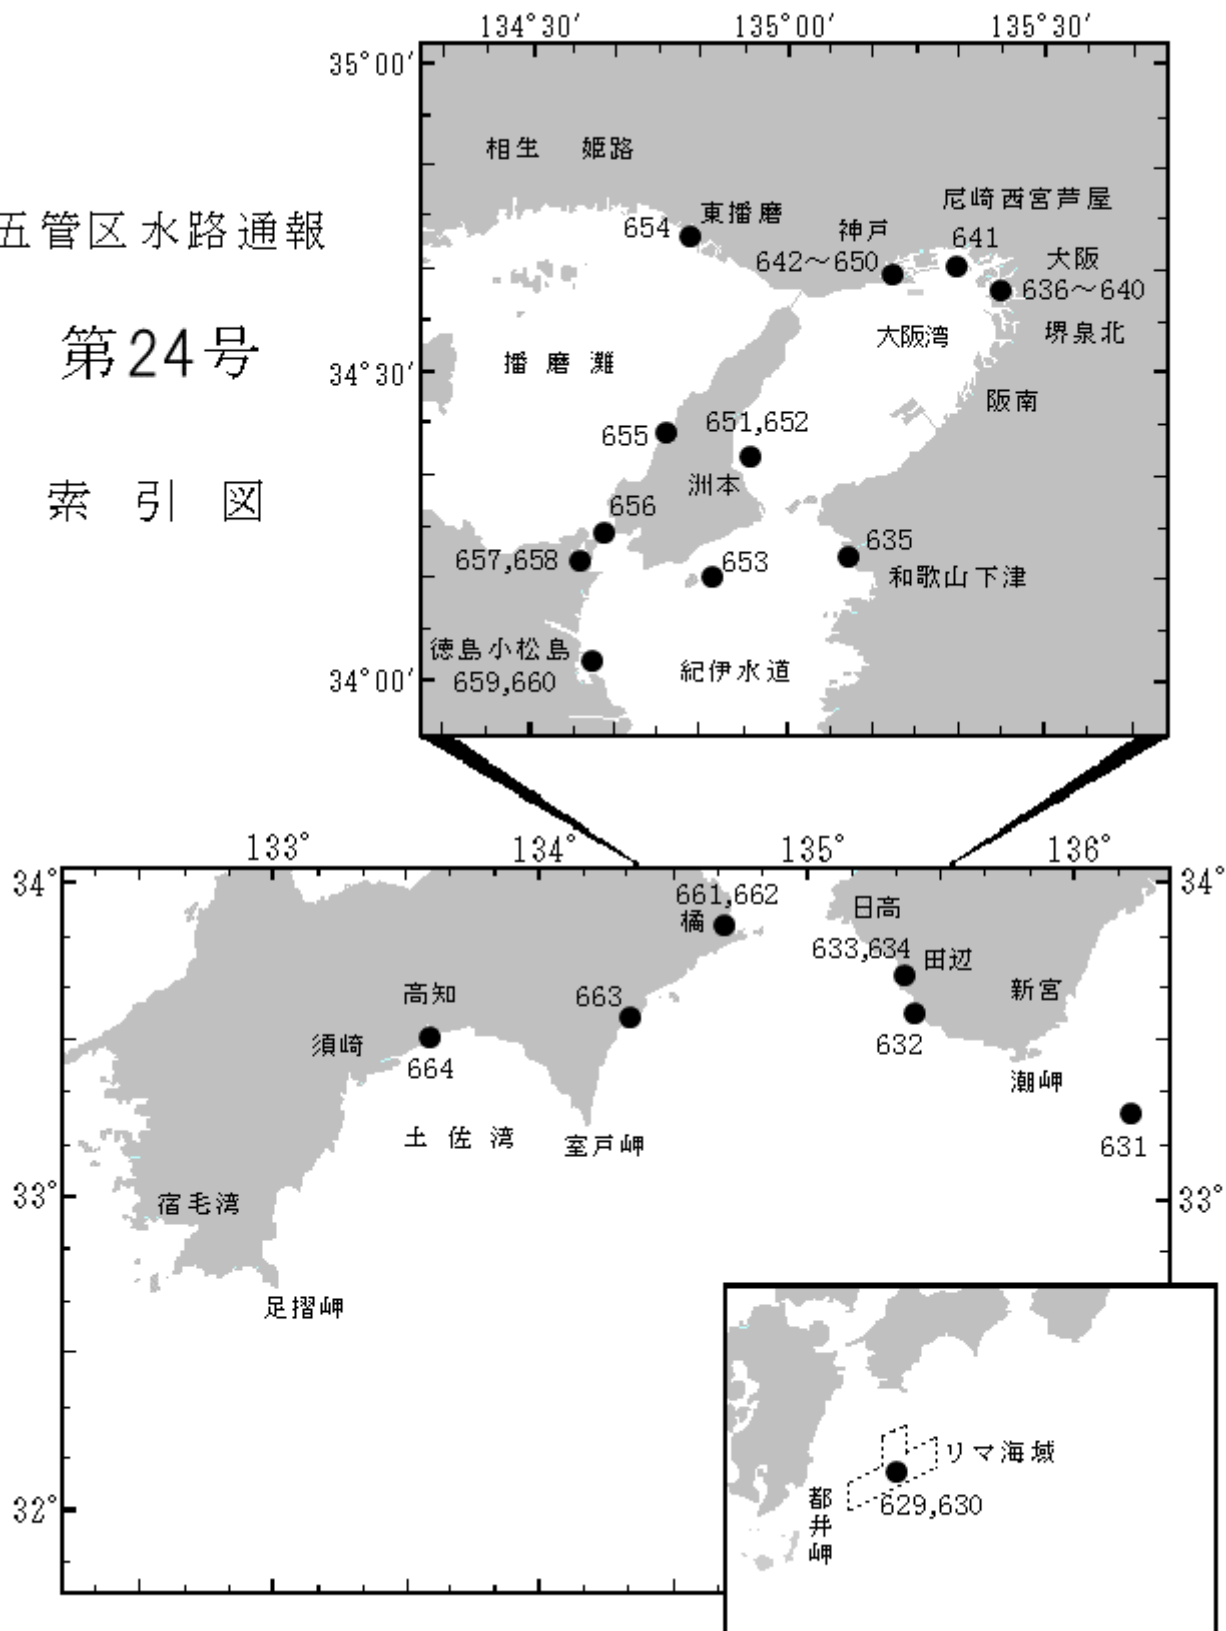 134°30′ 135°00′ 135°30′
35°00′
相生 姫路
尼崎西宮芦屋
東播磨
654
神戸
641
五管区水路通報
642～650
大阪
636～640
第24号
大阪湾
堺泉北
播磨灘
34°30′
阪南
655
651,652
洲本
索引図
656
635
657,658
653
和歌山下津
徳島小松島
659,660
紀伊水道
34°00′
133° 134° 135° 136°
34° 34°
661,662
橘
日高
633,634
田辺
高知
663
新宮
須崎
664
632
潮岬
土佐湾
室戸岬
631
33° 33°
宿毛湾
足摺岬
リマ海域
629,630
都井岬
32°